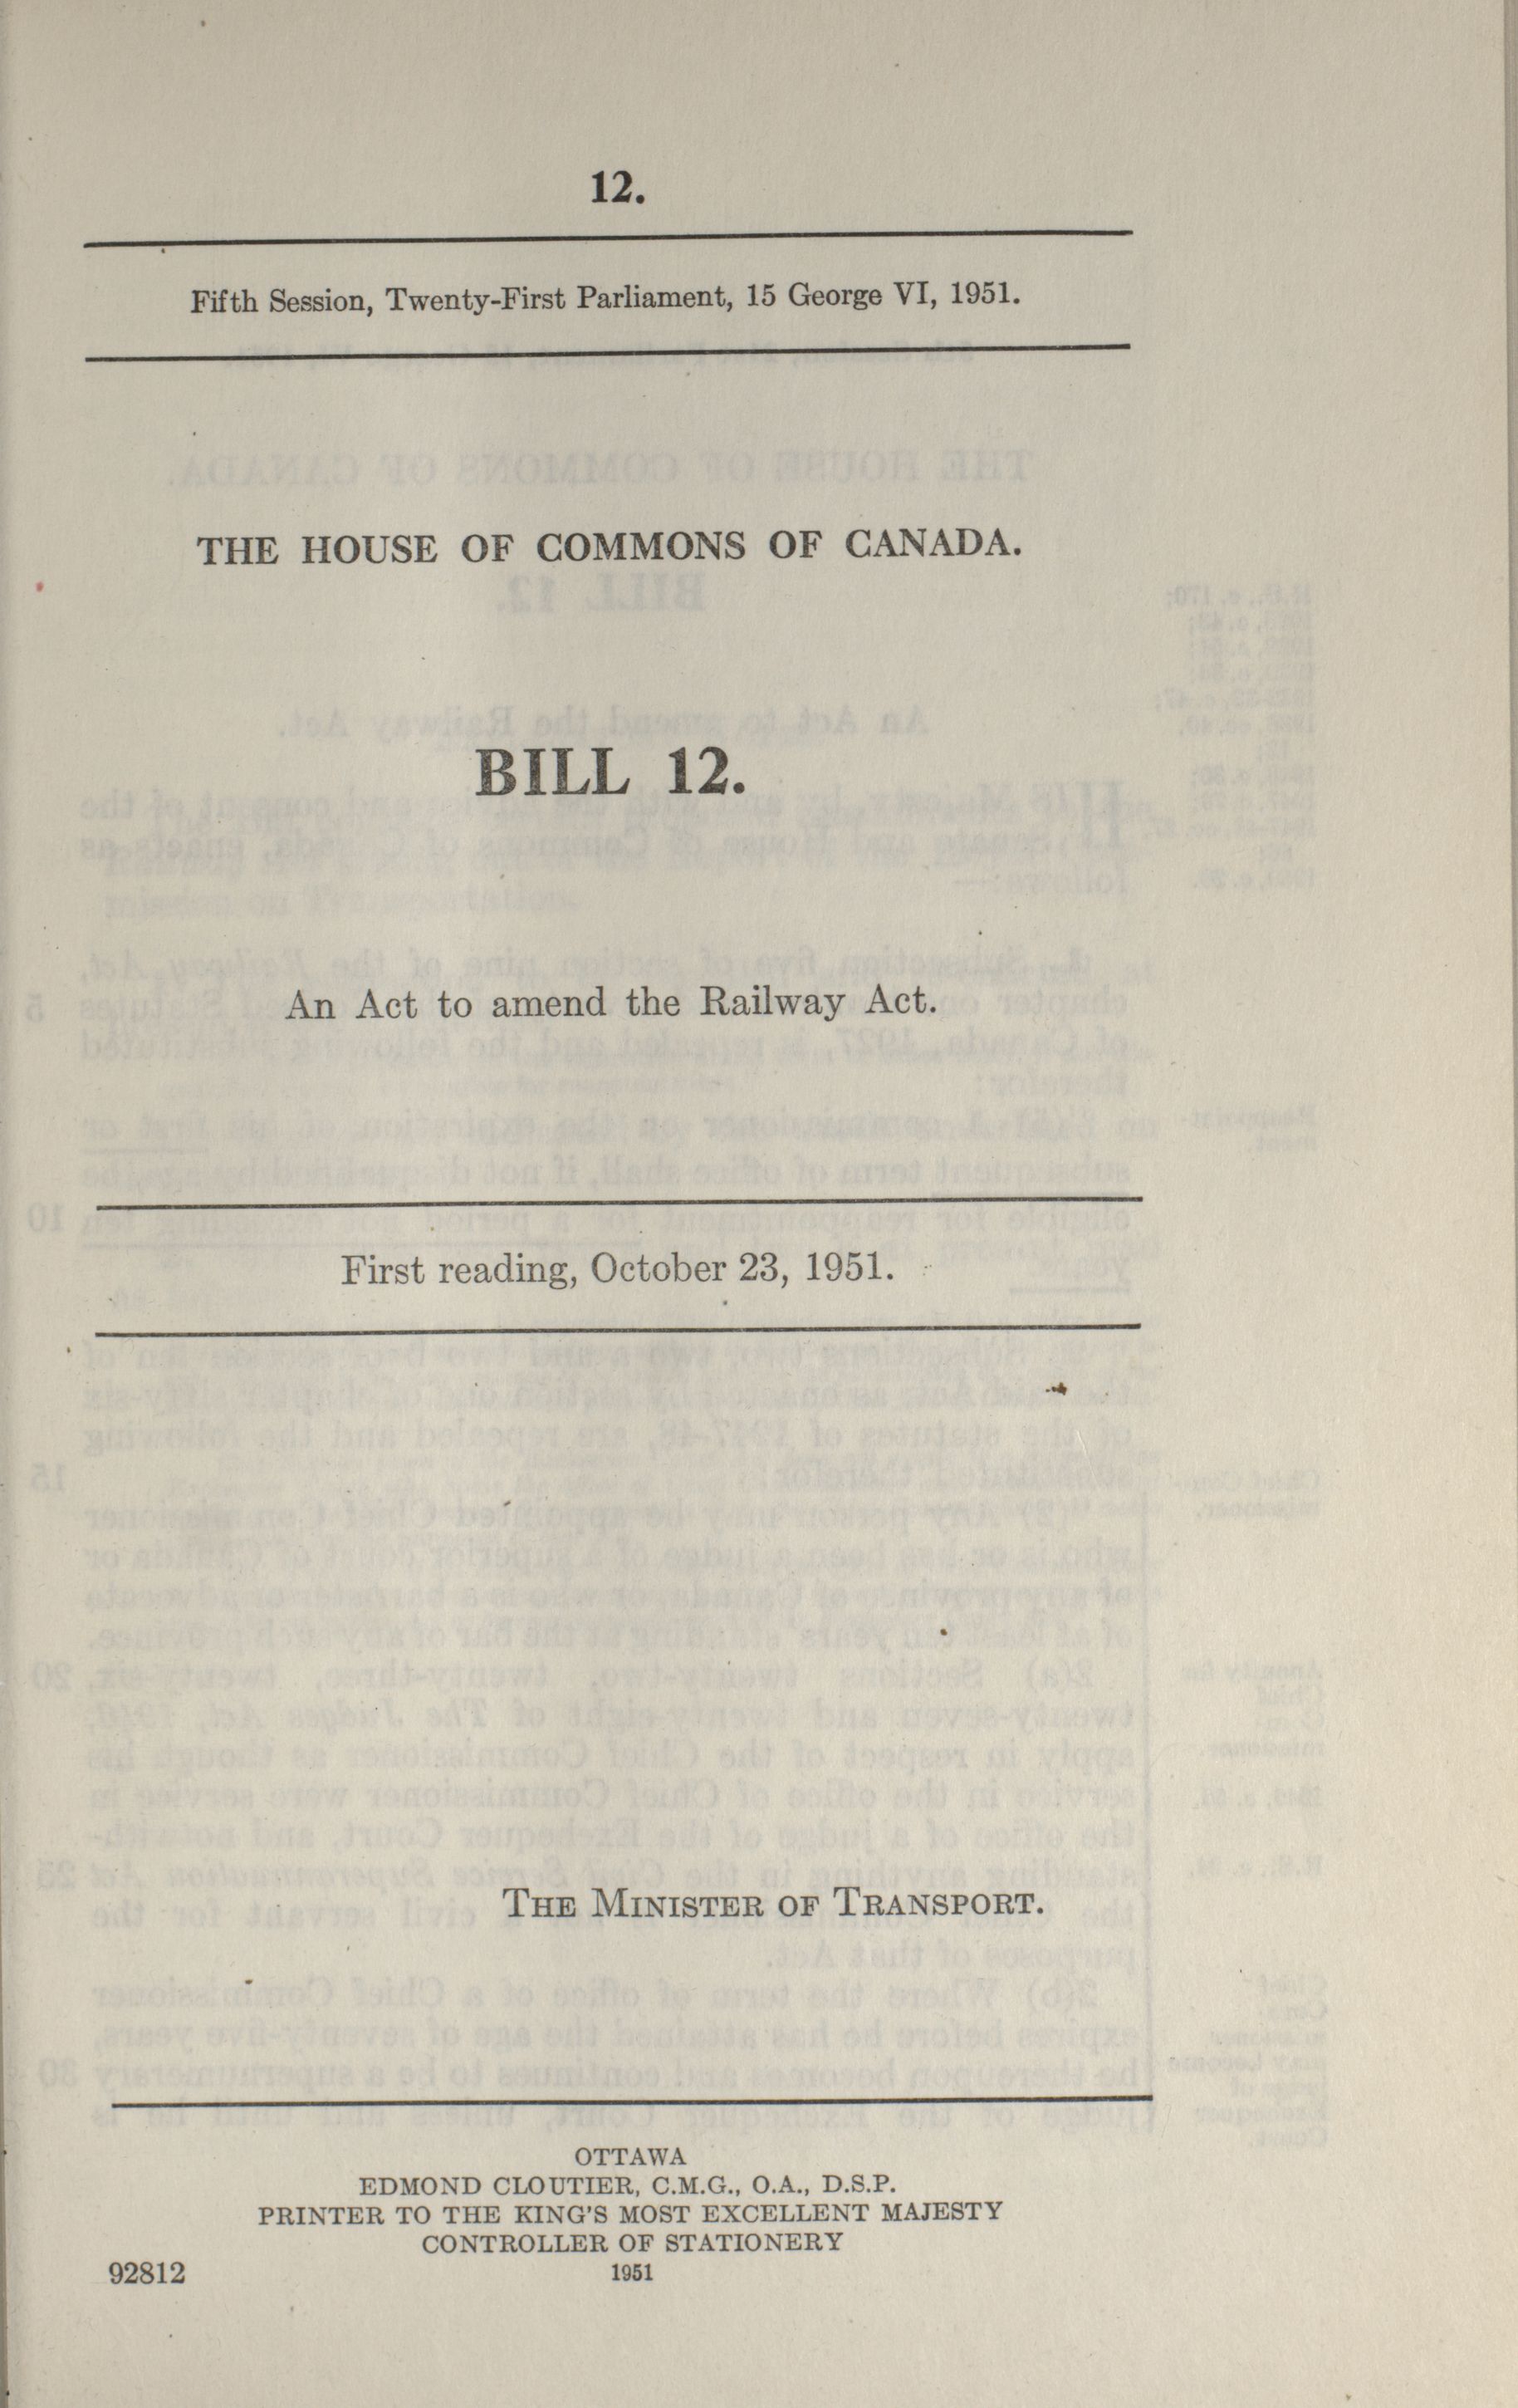 12.
Fifth Session, Twenty-First Parliament, 15 George VI, 1951.
THE HOUSE OF COMMONS OF CANADA.
BILL 12.
An Act to amend the Railway Act.
First reading, October 23, 1951.
THE MINISTER OF TRANSPORT.
OTTAWA
EDMOND CLOUTIER, C.M.G., O.A., D.S.P.
PRINTER TO THE KING'S MOST EXCELLENT MAJESTY
CONTROLLER OF STATIONERY
92812 1951